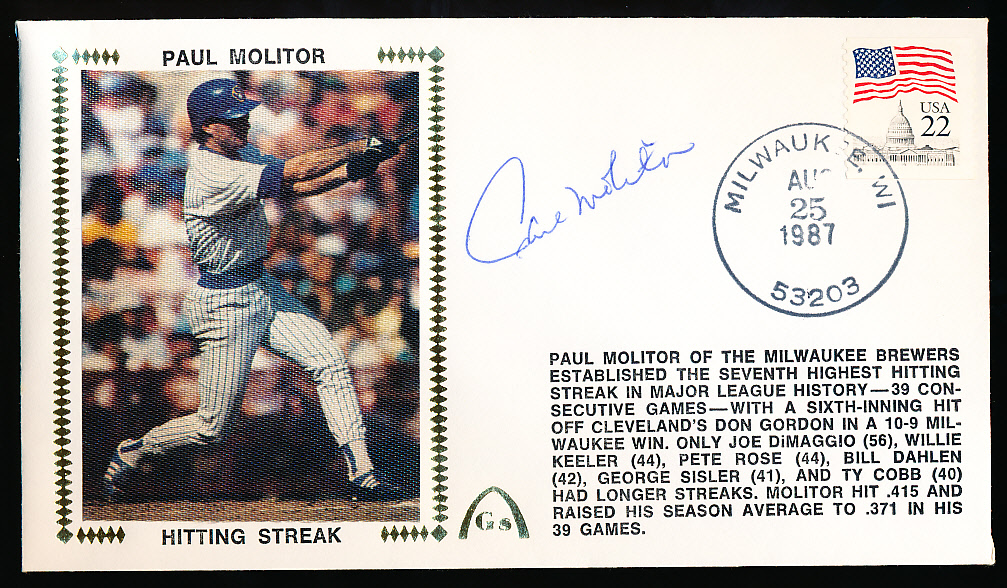 PAUL MOLITOR
HITTING STREAK
Paul Molitor
USA
22
MILWAUKEE, WI
AUG
25
1987
53203
PAUL MOLITOR OF THE MILWAUKEE BREWERS
ESTABLISHED THE SEVENTH HIGHEST HITTING
STREAK IN MAJOR LEAGUE HISTORY—39 CON-
SECUTIVE GAMES—WITH A SIXTH-INNING HIT
OFF CLEVELAND'S DON GORDON IN A 10-9 MIL-
WAUKEE WIN. ONLY JOE DiMAGGIO (56), WILLIE
KEELER (44), PETE ROSE (44), BILL DAHLEN
(42), GEORGE SISLER (41), AND TY COBB (40)
HAD LONGER STREAKS. MOLITOR HIT .415 AND
RAISED HIS SEASON AVERAGE TO .371 IN HIS
39 GAMES.
Gs